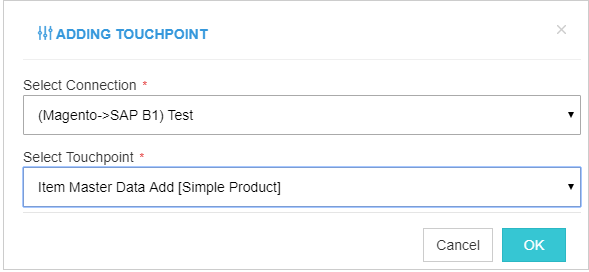 ADDING TOUCHPOINT
×
Select Connection *
(Magento->SAP B1) Test
Select Touchpoint *
Item Master Data Add [Simple Product]
Cancel OK